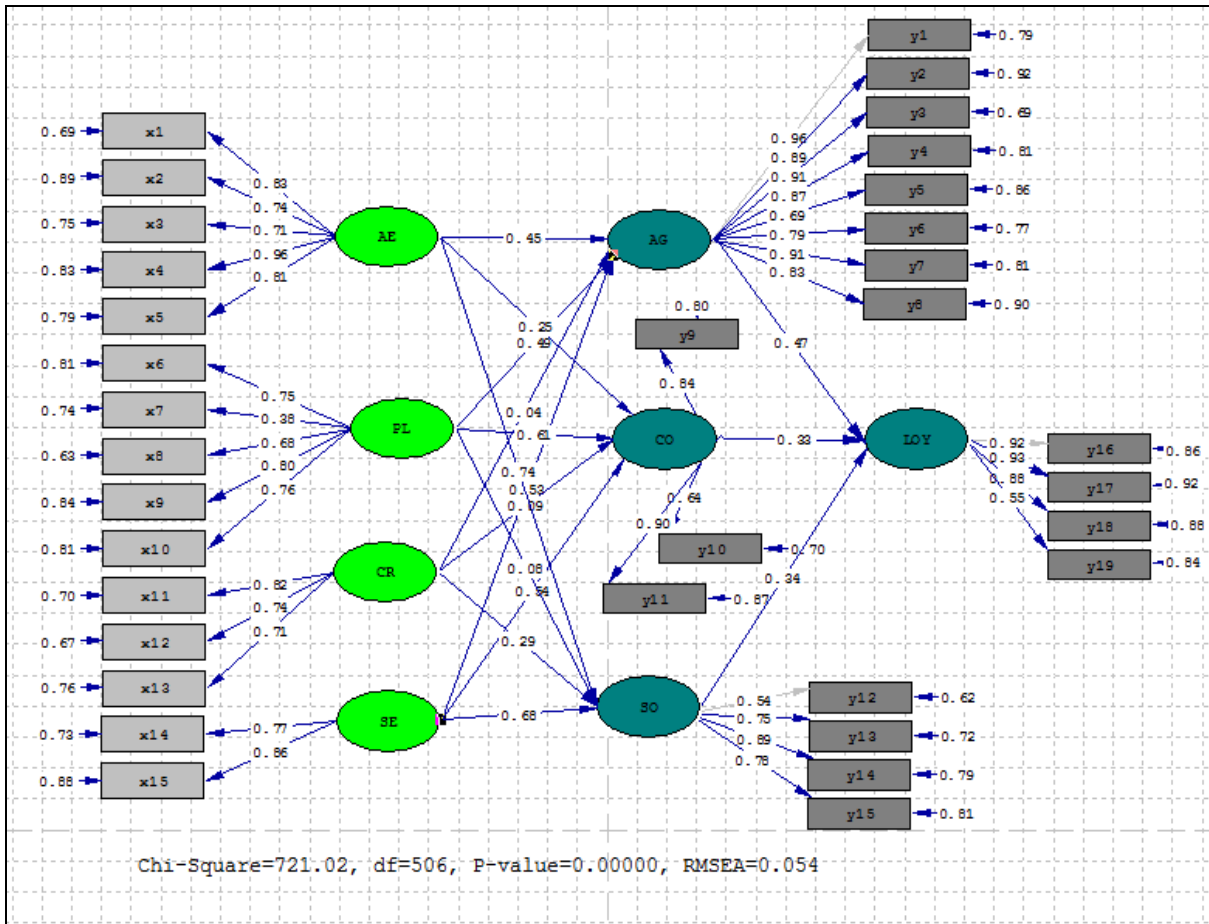 y1 0.79
y2 0.92
y3 0.69
y4 0.81
y5 0.86
y6 0.77
y7 0.81
y8 0.90
0.96
0.89
0.91
0.87
0.69
0.79
0.91
0.83
0.69 x1
0.89 x2
0.75 x3
0.83 x4
0.79 x5
0.81 x6
0.74 x7
0.63 x8
0.84 x9
0.81 x10
0.70 x11
0.67 x12
0.76 x13
0.73 x14
0.88 x15
0.83
0.74
0.71
0.96
0.81
0.75
0.38
0.68
0.80
0.76
0.82
0.74
0.71
0.77
0.86
AE
PL
CR
SE
0.45
0.25
0.49
0.04
0.61
0.74
0.53
0.09
0.08
0.54
0.29
0.68
AG
CO
SO
0.80
y9
0.84
0.64
0.90
y10 0.70
y11 0.87
0.47
0.33
0.34
LOY
0.92
0.93
0.88
0.55
y16 0.86
y17 0.92
y18 0.88
y19 0.84
0.54
0.75
0.89
0.78
y12 0.62
y13 0.72
y14 0.79
y15 0.81
Chi-Square=721.02, df=506, P-value=0.00000, RMSEA=0.054